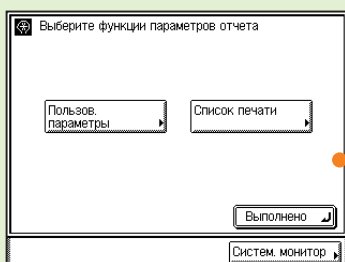 Выберите функции параметров отчета
Пользов.
параметры
Список печати
Выполнено
Систем. монитор